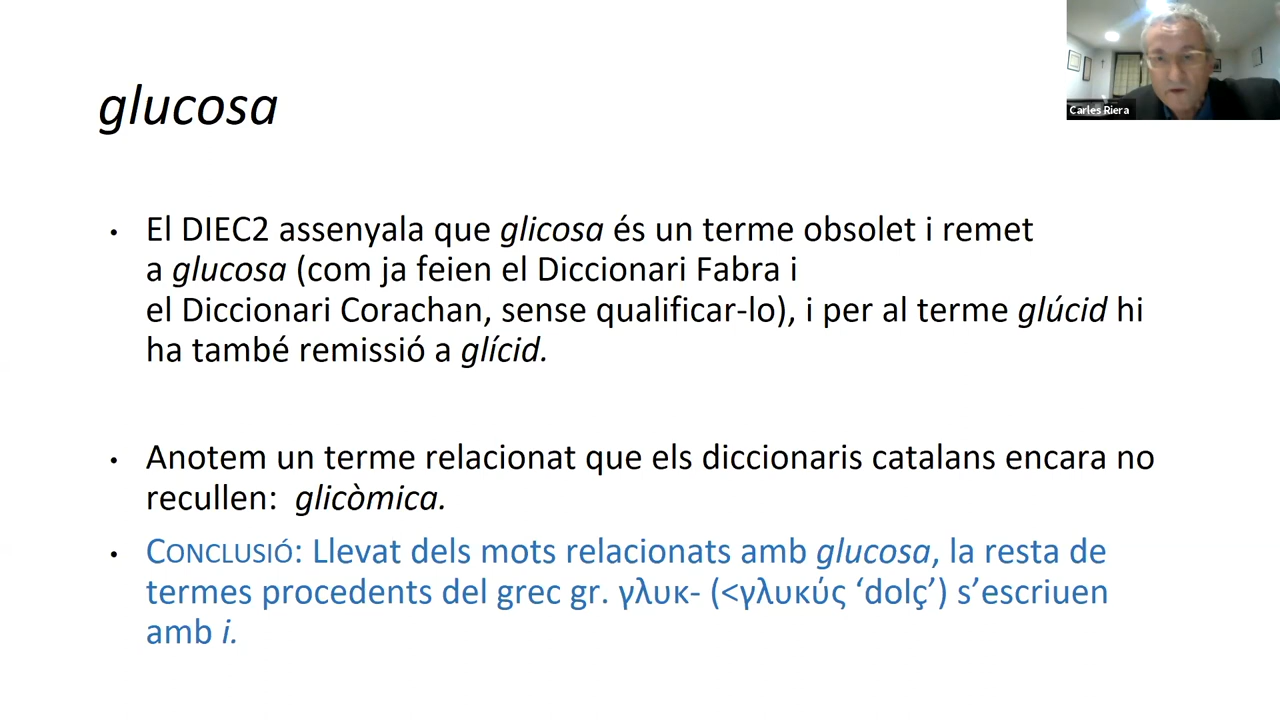 glucosa
Carles Riera
• El DIEC2 assenyala que glicosa és un terme obsolet i remet
a glucosa (com ja feien el Diccionari Fabra i
el Diccionari Corachan, sense qualificar-lo), i per al terme glúcid hi
ha també remissió a glícid.
• Anotem un terme relacionat que els diccionaris catalans encara no
recullen: glicòmica.
• CONCLUSIÓ: Llevat dels mots relacionats amb glucosa, la resta de
termes procedents del grec gr. γλυκ- (<γλυκύς ‘dolç’) s’escriuen
amb i.